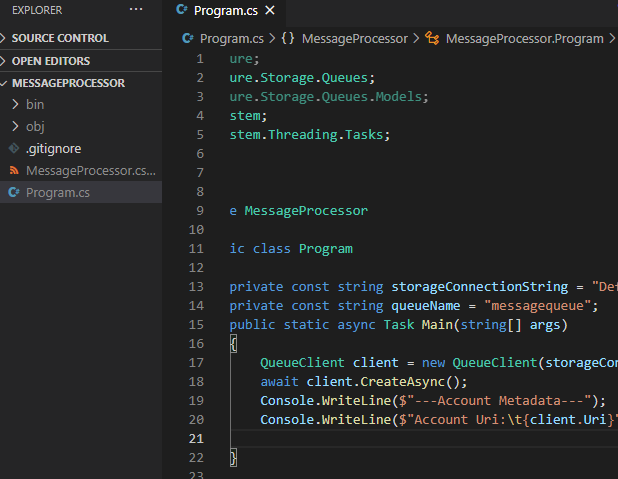 EXPLORER ···
Program.cs ×
SOURCE CONTROL
OPEN EDITORS
MESSAGEPROCESSOR
bin
obj
.gitignore
MessageProcessor.cs...
Program.cs
Program.cs > {} MessageProcessor > MessageProcessor.Program >
1 ure;
2 ure.Storage.Queues;
3 ure.Storage.Queues.Models;
4 stem;
5 stem.Threading.Tasks;
6
7
8
9 e MessageProcessor
10
11 ic class Program
12
13 private const string storageConnectionString = "Def
14 private const string queueName = "messagequeue";
15 public static async Task Main(string[] args)
16 {
17 QueueClient client = new QueueClient(storageCon
18 await client.CreateAsync();
19 Console.WriteLine($"---Account Metadata---");
20 Console.WriteLine($"Account Uri:\t{client.Uri}"
21
22 }
23